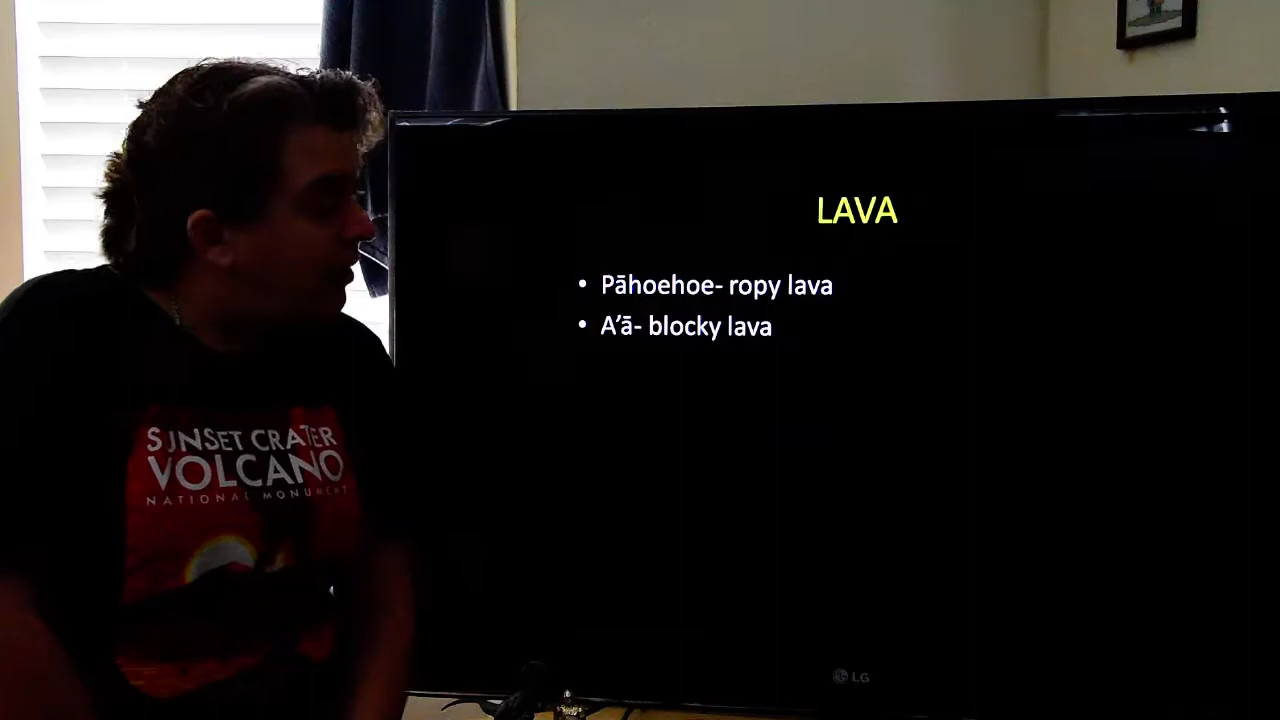 LAVA
• Pāhoehoe- ropy lava
• A’ā- blocky lava
SUNSET CRATER
VOLCANO
NATIONAL MONUMENT
LG